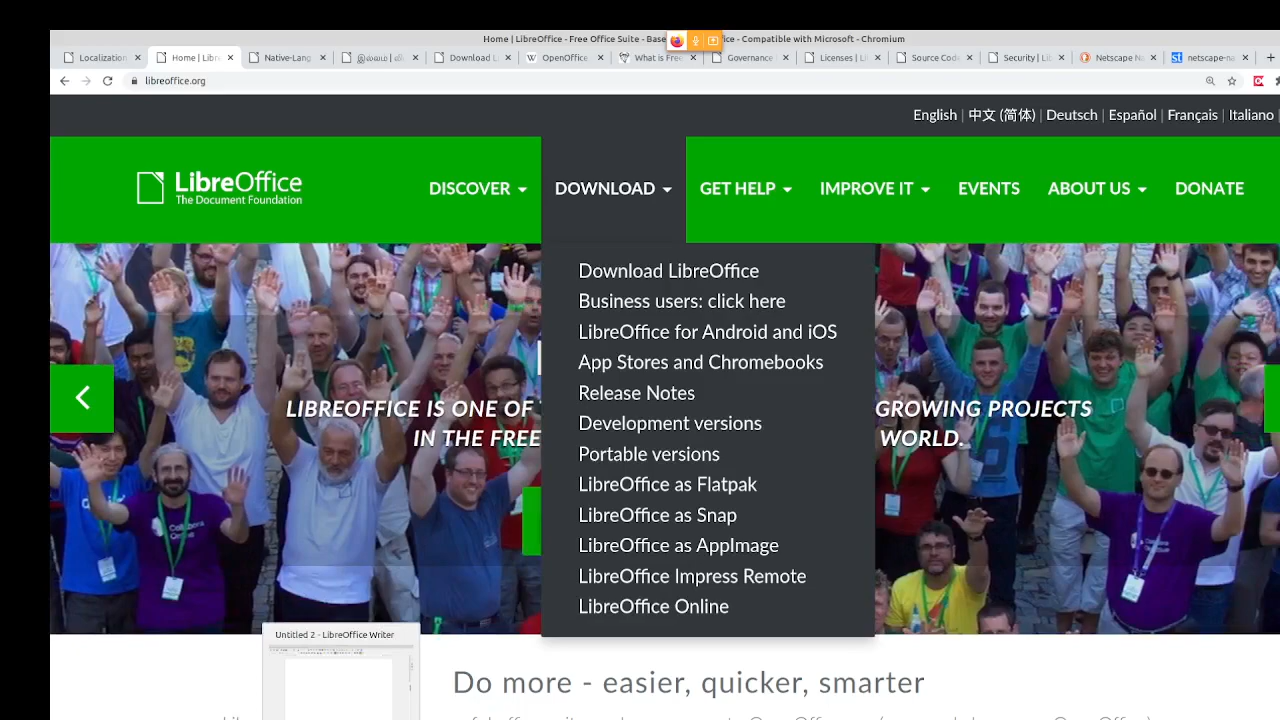 Home | LibreOffice - Free Office Suite - Base
ice - Compatible with Microsoft - Chromium
Localization
Home | Libre
Native-Lang
Download L
OpenOffice
What is Free
Governance
Licenses | Li
Source Code
Security | Lib
Netscape N
netscape-na
libreoffice.org
English | 中文 (简体) | Deutsch | Español | Français | Italiano |
LibreOffice
The Document Foundation
DISCOVER
DOWNLOAD
GET HELP
IMPROVE IT
EVENTS
ABOUT US
DONATE
Download LibreOffice
Business users: click here
LibreOffice for Android and iOS
App Stores and Chromebooks
Release Notes
Development versions
Portable versions
LibreOffice as Flatpak
LibreOffice as Snap
LibreOffice as AppImage
LibreOffice Impress Remote
LibreOffice Online
LIBREOFFICE IS ONE OF
GROWING PROJECTS
IN THE FREE
WORLD.
Untitled 2 - LibreOffice Writer
Do more - easier, quicker, smarter